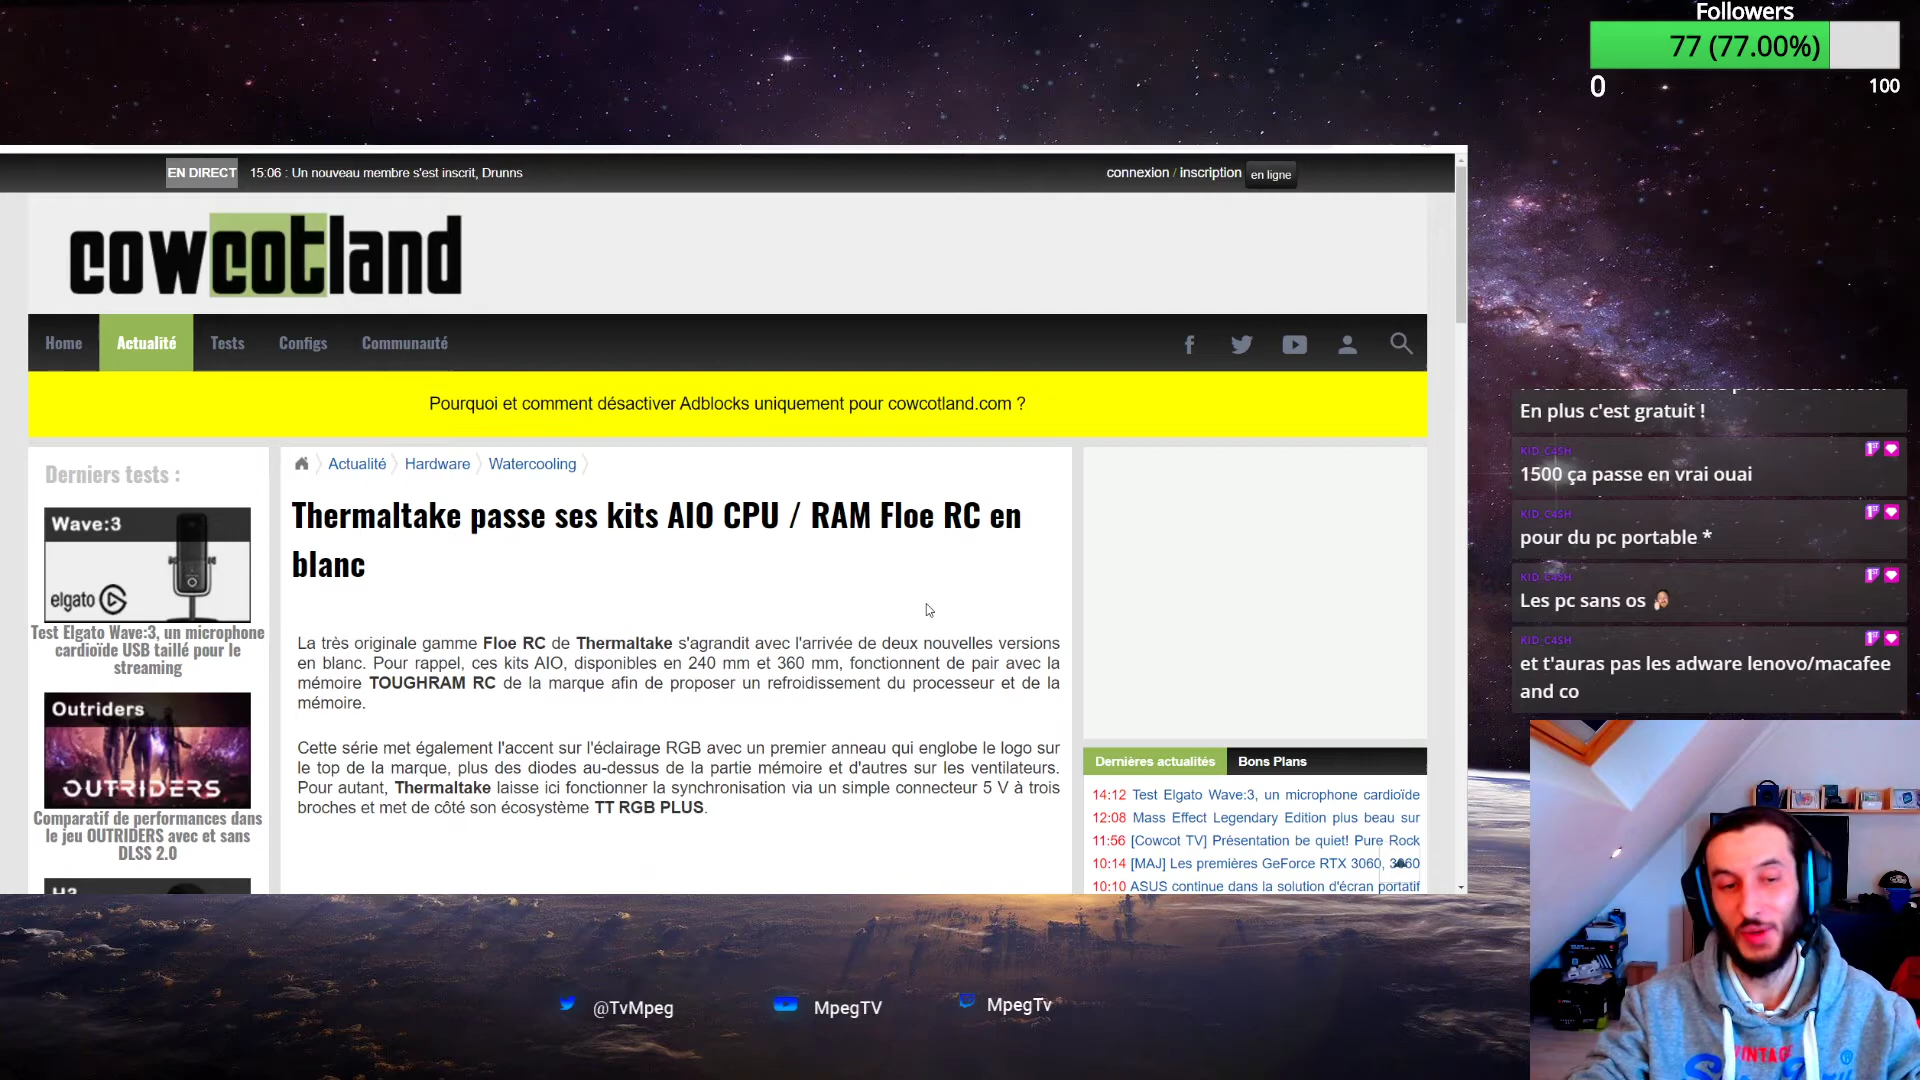 Followers
77 (77.00%)
0
100
EN DIRECT
15:06 : Un nouveau membre s'est inscrit, Drunns
connexion / inscription
en ligne
cowcotland
Home
Actualité
Tests
Configs
Communauté
Pourquoi et comment désactiver Adblocks uniquement pour cowcotland.com ?
Derniers tests :
Wave:3
elgato
Test Elgato Wave:3, un microphone
cardioïde USB taillé pour le
streaming
Outriders
OUTRIDERS
Comparatif de performances dans
le jeu OUTRIDERS avec et sans
DLSS 2.0
Actualité
Hardware
Watercooling
Thermaltake passe ses kits AIO CPU / RAM Floe RC en
blanc
La très originale gamme Floe RC de Thermaltake s'agrandit avec l'arrivée de deux nouvelles versions
en blanc. Pour rappel, ces kits AIO, disponibles en 240 mm et 360 mm, fonctionnent de pair avec la
mémoire TOUGHRAM RC de la marque afin de proposer un refroidissement du processeur et de la
mémoire.
Cette série met également l'accent sur l'éclairage RGB avec un premier anneau qui englobe le logo sur
le top de la marque, plus des diodes au-dessus de la partie mémoire et d'autres sur les ventilateurs.
Pour autant, Thermaltake laisse ici fonctionner la synchronisation via un simple connecteur 5 V à trois
broches et met de côté son écosystème TT RGB PLUS.
Dernières actualités
Bons Plans
14:12 Test Elgato Wave:3, un microphone cardioïde
12:08 Mass Effect Legendary Edition plus beau sur
11:56 [Cowcot TV] Présentation be quiet! Pure Rock
10:14 [MAJ] Les premières GeForce RTX 3060, 3060
10:10 ASUS continue dans la solution d'écran portatif
En plus c'est gratuit !
KID C4SH
1500 ça passe en vrai ouai
KID C4SH
pour du pc portable *
KID C4SH
Les pc sans os
KID C4SH
et t'auras pas les adware lenovo/macafee
and co
VINTAGE
@TvMpeg
MpegTV
MpegTv